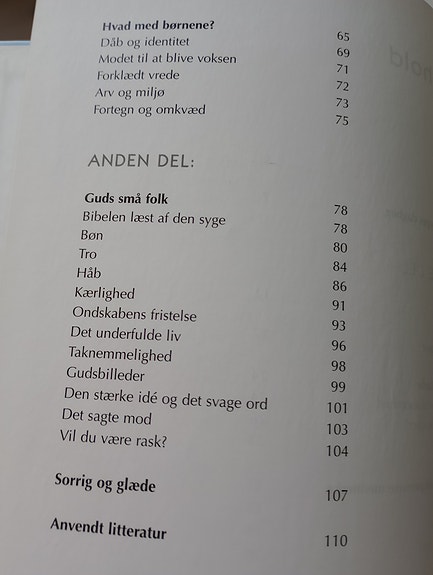 Hvad med børnene? 65
Dåb og identitet 69
Modet til at blive voksen 71
Forklædt vrede 72
Arv og miljø 73
Fortegn og omkvæd 75
ANDEN DEL:
Guds små folk 78
Bibelen læst af den syge 78
Bøn 80
Tro 84
Håb 86
Kærlighed 91
Ondskabens fristelse 93
Det underfulde liv 96
Taknemmelighed 98
Gudsbilleder 99
Den stærke idé og det svage ord 101
Det sagte mod 103
Vil du være rask? 104
Sorrig og glæde 107
Anvendt litteratur 110